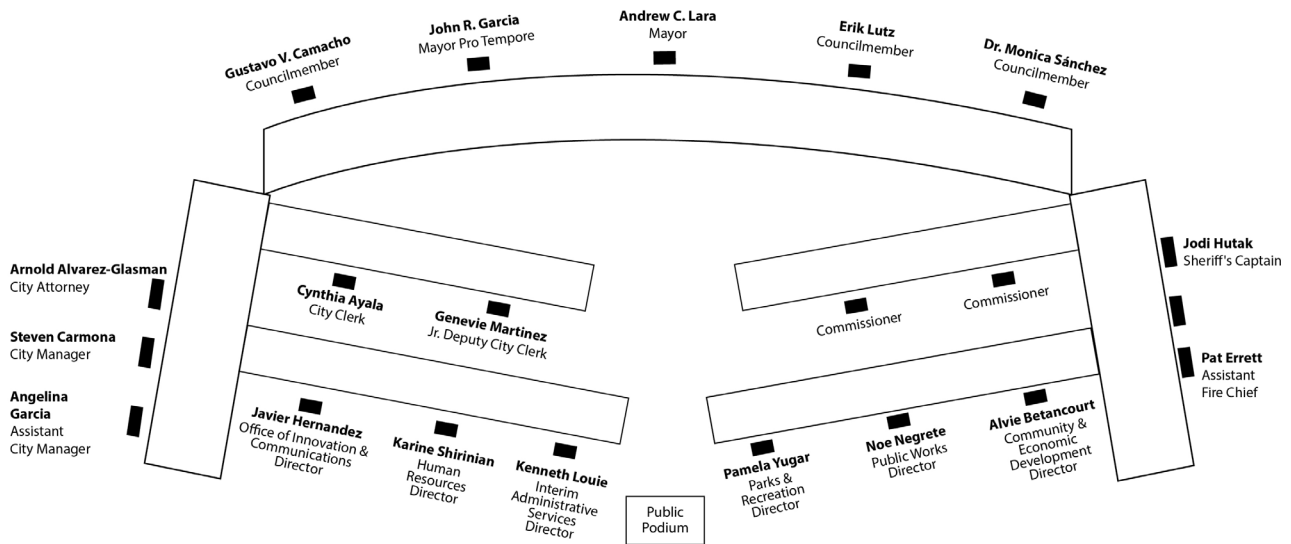 Gustavo V. Camacho
Councilmember
John R. Garcia
Mayor Pro Tempore
Andrew C. Lara
Mayor
Erik Lutz
Councilmember
Dr. Monica Sánchez
Councilmember
Arnold Alvarez-Glasman
City Attorney
Steven Carmona
City Manager
Angelina
Garcia
Assistant
City Manager
Cynthia Ayala
City Clerk
Genevie Martinez
Jr. Deputy City Clerk
Commissioner
Commissioner
Jodi Hutak
Sheriff's Captain
Pat Errett
Assistant
Fire Chief
Javier Hernandez
Office of Innovation &
Communications
Director
Karine Shirinian
Human
Resources
Director
Kenneth Louie
Interim
Administrative
Services
Director
Public
Podium
Pamela Yugar
Parks &
Recreation
Director
Noe Negrete
Public Works
Director
Alvie Betancourt
Community &
Economic
Development
Director